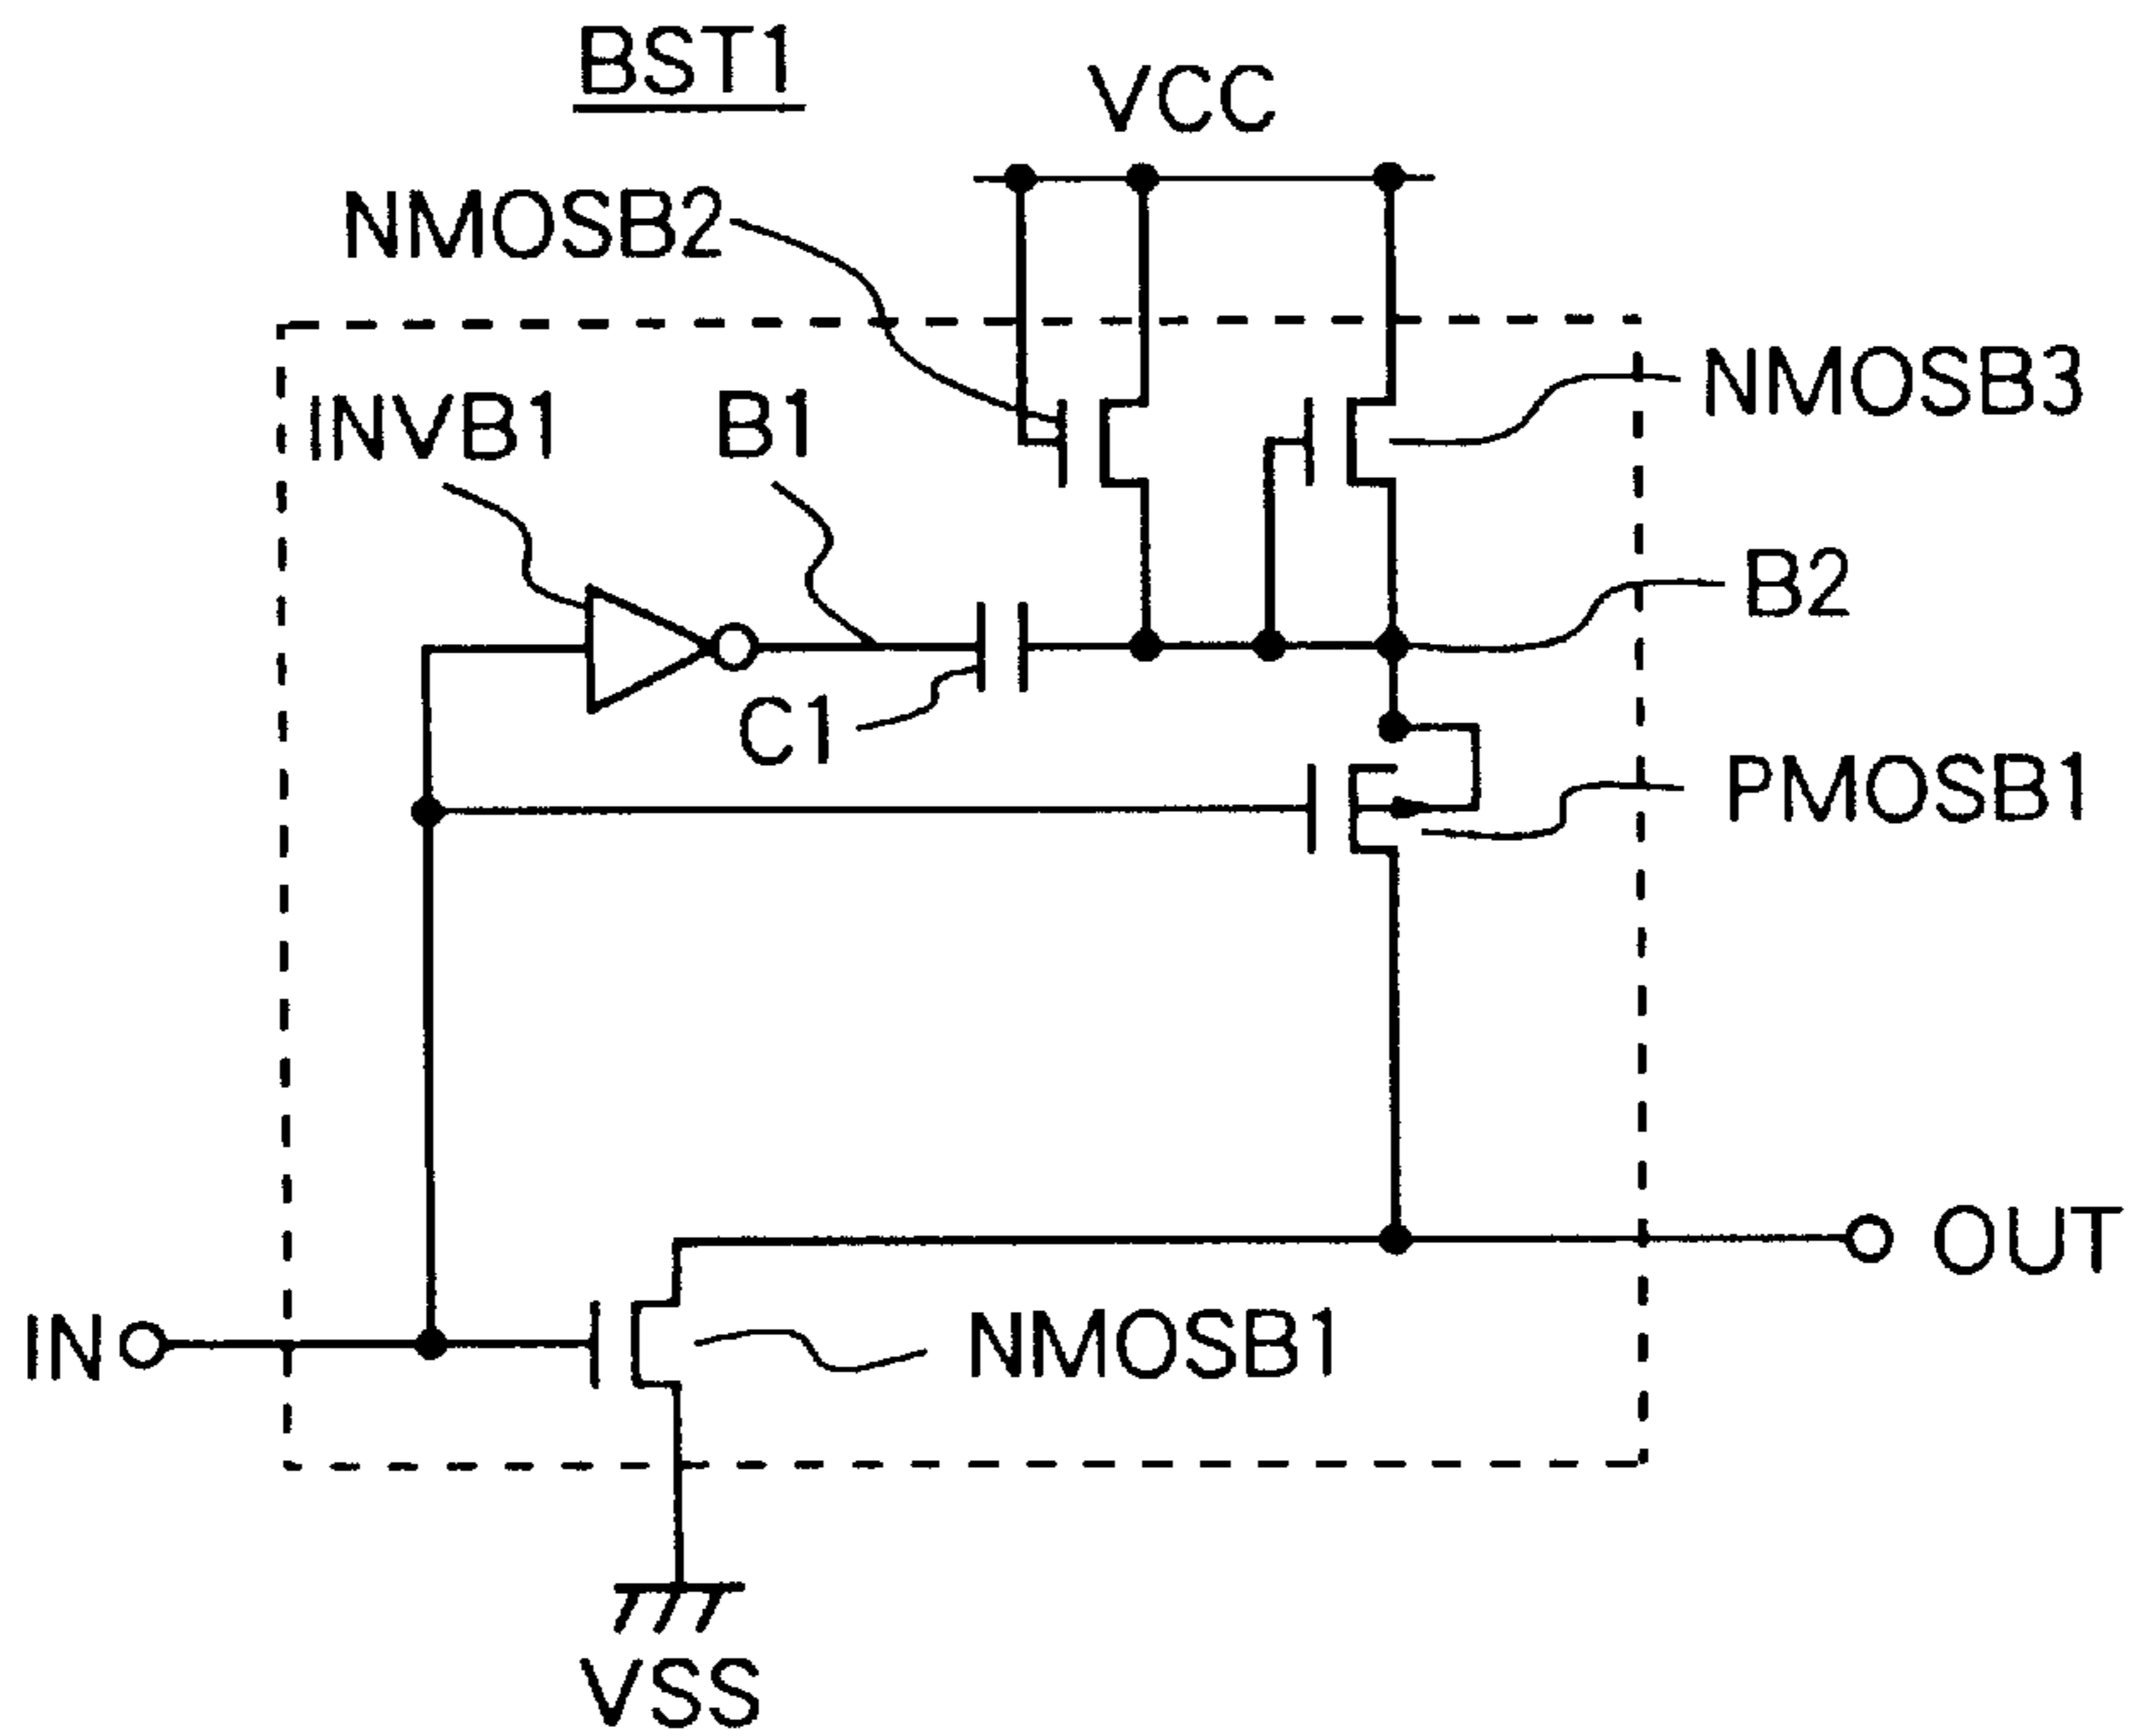 BST1
VCC
NMOSB2
NMOSB3
INVB1
B1
B2
C1
PMOSB1
OUT
IN
NMOSB1
VSS